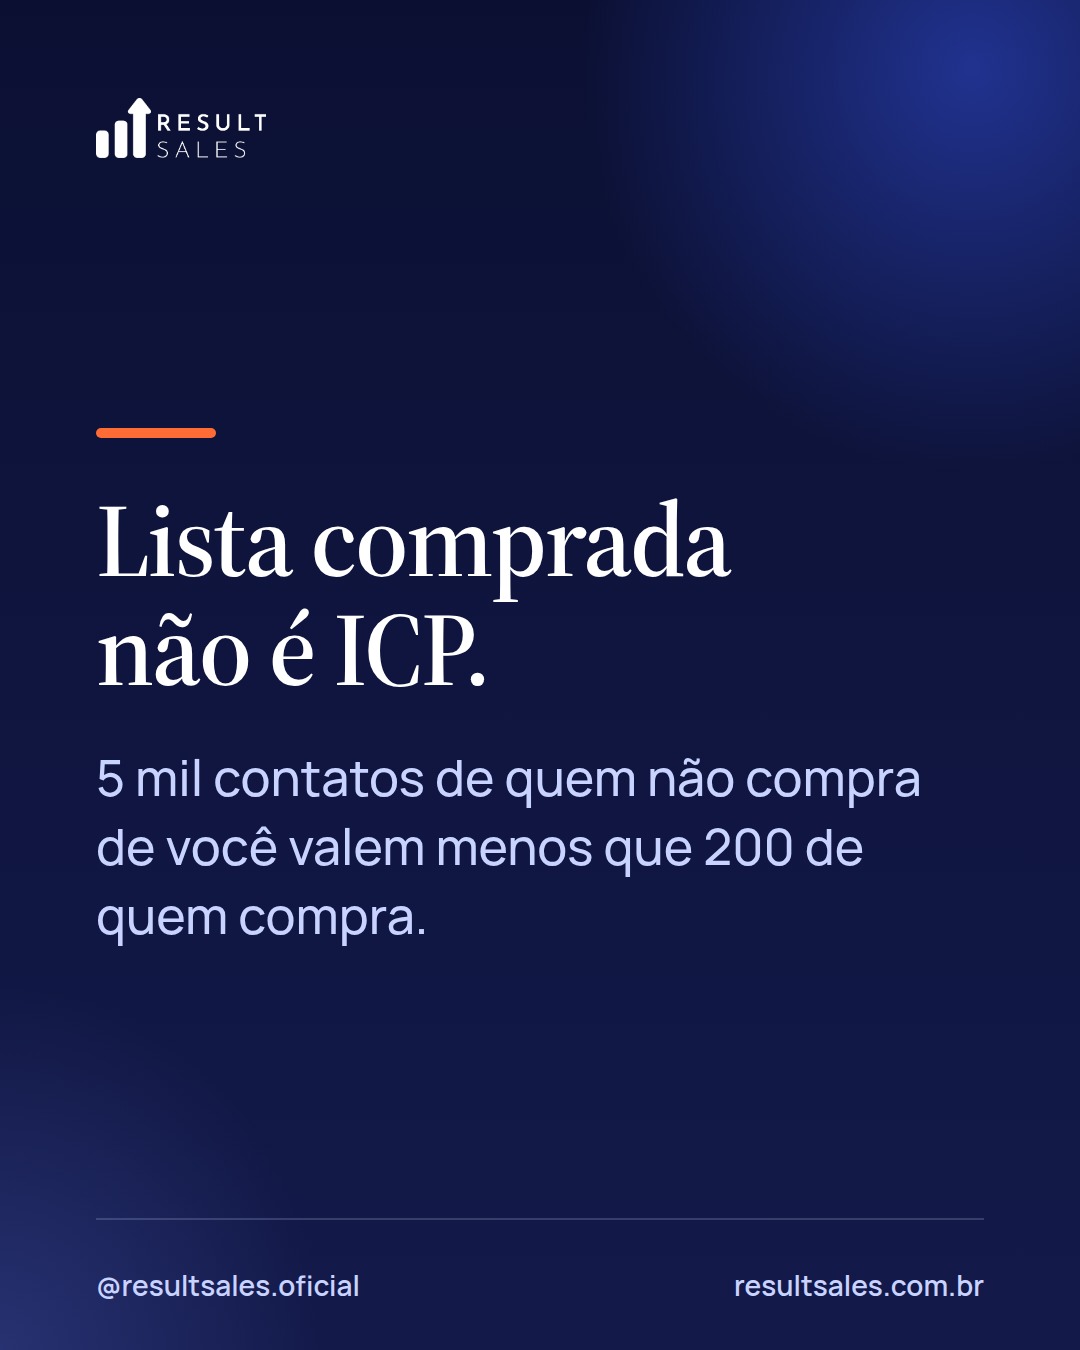 RESULT
SALES
Lista comprada
não é ICP.
5 mil contatos de quem não compra
de você valem menos que 200 de
quem compra.
@resultsales.oficial
resultsales.com.br